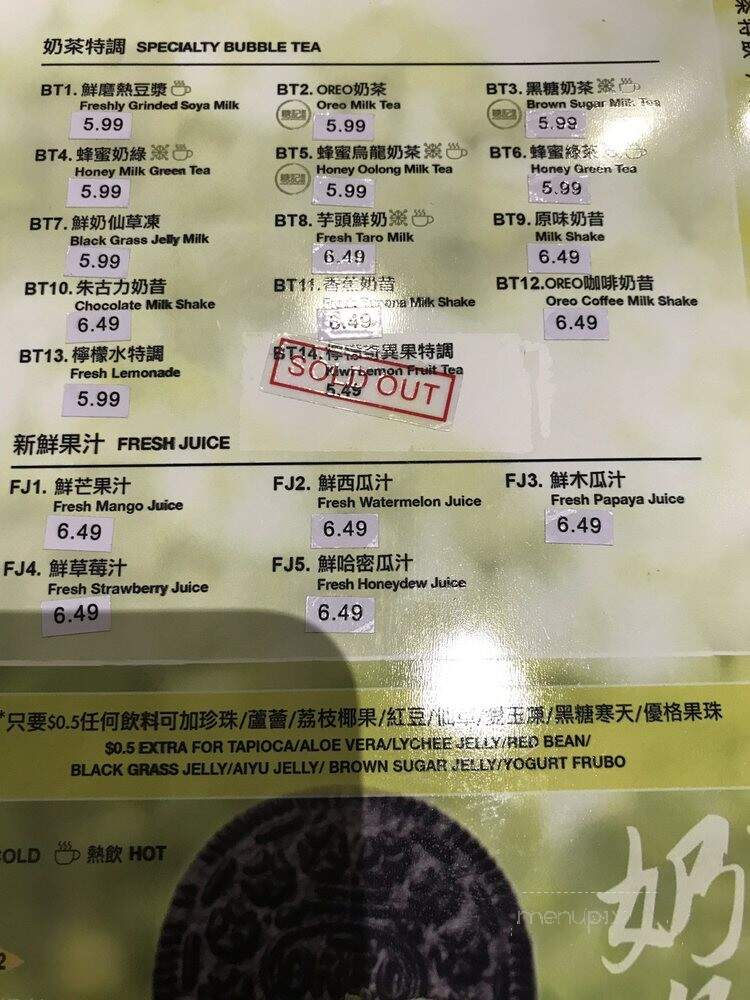 奶茶特調 SPECIALTY BUBBLE TEA
BT1. 鮮磨熱豆漿
Freshly Grinded Soya Milk
5.99
BT2. OREO奶茶
Oreo Milk Tea
5.99
BT3. 黑糖奶茶
Brown Sugar Milk Tea
5.99
BT4. 蜂蜜奶綠
Honey Milk Green Tea
5.99
BT5. 蜂蜜烏龍奶茶
Honey Oolong Milk Tea
5.99
BT6. 蜂蜜綠茶
Honey Green Tea
5.99
BT7. 鮮奶仙草凍
Black Grass Jelly Milk
5.99
BT8. 芋頭鮮奶
Fresh Taro Milk
6.49
BT9. 原味奶昔
Milk Shake
6.49
BT10. 朱古力奶昔
Chocolate Milk Shake
6.49
BT11. 香蕉奶昔
Milk Shake
6.49
BT12.OREO咖啡奶昔
Oreo Coffee Milk Shake
6.49
BT13. 檸檬水特調
Fresh Lemonade
5.99
BT14. 檸檬奇異果特調
Kiwi Lemon Fruit Tea
5.49
SOLD OUT
新鮮果汁 FRESH JUICE
FJ1. 鮮芒果汁
Fresh Mango Juice
6.49
FJ2. 鮮西瓜汁
Fresh Watermelon Juice
6.49
FJ3. 鮮木瓜汁
Fresh Papaya Juice
6.49
FJ4. 鮮草莓汁
Fresh Strawberry Juice
6.49
FJ5. 鮮哈密瓜汁
Fresh Honeydew Juice
6.49
*只要$0.5任何飲料可加珍珠/蘆薈/荔枝椰果/紅豆/仙草/愛玉凍/黑糖寒天/優格果珠
$0.5 EXTRA FOR TAPIOCA/ALOE VERA/LYCHEE JELLY/RED BEAN/
BLACK GRASS JELLY/AIYU JELLY/ BROWN SUGAR JELLY/YOGURT FRUBO
COLD 熱飲 HOT
menupix
奶
2